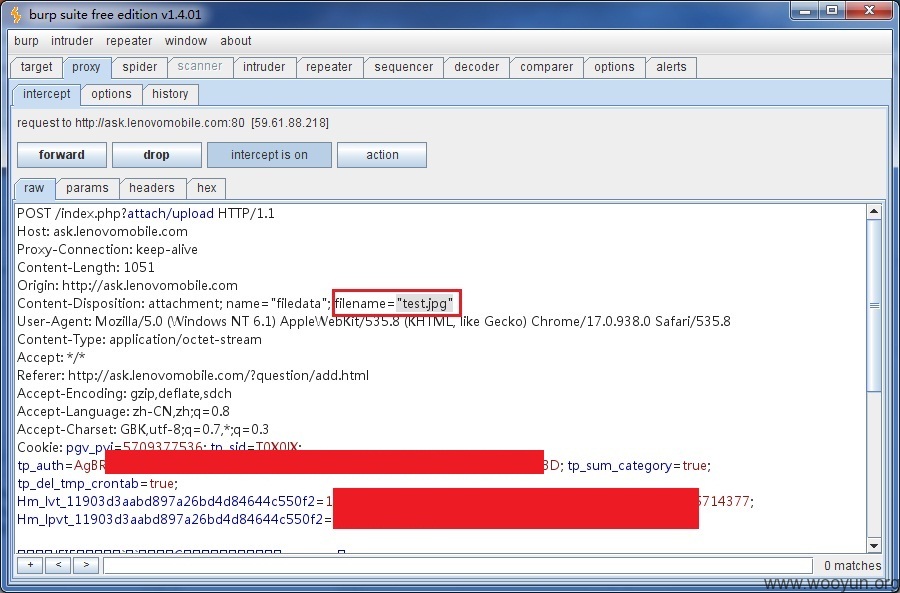 burp suite free edition v1.4.01
burp intruder repeater window about
target proxy spider scanner intruder repeater sequencer decoder comparer options alerts
intercept options history
request to http://ask.lenovomobile.com:80 [59.61.88.218]
forward drop intercept is on action
raw params headers hex
POST /index.php?attach/upload HTTP/1.1
Host: ask.lenovomobile.com
Proxy-Connection: keep-alive
Content-Length: 1051
Origin: http://ask.lenovomobile.com
Content-Disposition: attachment; name="filedata"; filename="test.jpg"
User-Agent: Mozilla/5.0 (Windows NT 6.1) AppleWebKit/535.8 (KHTML, like Gecko) Chrome/17.0.938.0 Safari/535.8
Content-Type: application/octet-stream
Accept: */*
Referer: http://ask.lenovomobile.com/?question/add.html
Accept-Encoding: gzip,deflate,sdch
Accept-Language: zh-CN,zh;q=0.8
Accept-Charset: GBK,utf-8;q=0.7,*;q=0.3
Cookie: pgv_pvi=5709377536; tp_sid=
tp_auth=AgBR 3D; tp_sum_category=true;
tp_del_tmp_crontab=true;
Hm_lvt_11903d3aabd897a26bd4d84644c550f2=1 5714377;
Hm_lpvt_11903d3aabd897a26bd4d84644c550f2=
+ < > 0 matches
www.wooyun.org